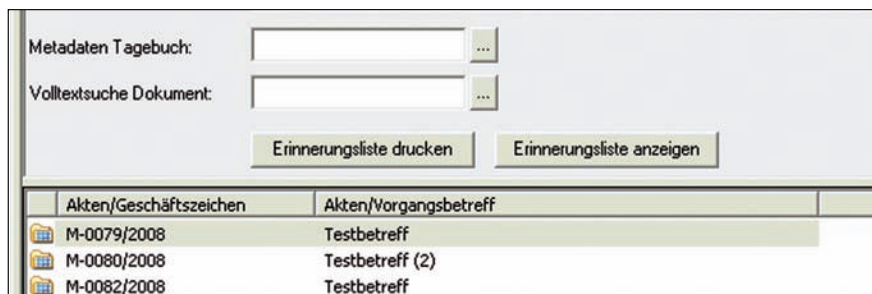 Metadaten Tagebuch: ...
Volltextsuche Dokument: ...
Erinnerungsliste drucken Erinnerungsliste anzeigen
Akten/Geschäftszeichen Akten/Vorgangsbetreff
M-0079/2008 Testbetreff
M-0080/2008 Testbetreff (2)
M-0082/2008 Testbetreff